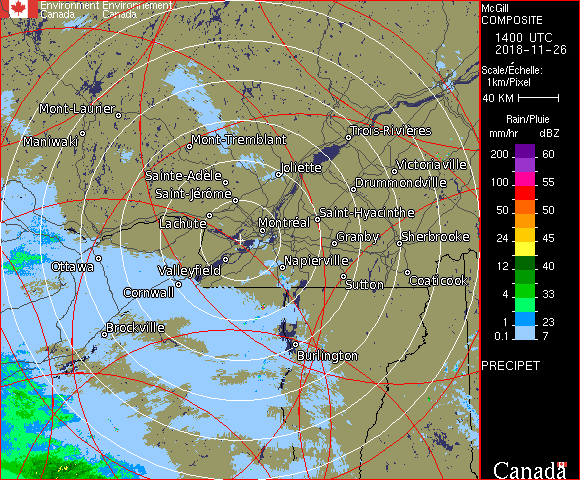 Environment Environnement
Canada Canada
McGill
COMPOSITE
1400 UTC
2018-11-26
Scale/Échelle:
1km/Pixel
40 KM
Rain/Pluie
mm/hr dBZ
200 60
100 55
50 50
24 45
12 40
4 33
1 23
0.1 7
PRECIPET
Canada
Mont-Laurier
Maniwaki
Mont-Tremblant
Trois-Rivières
Joliette
Victoriaville
Sainte-Adèle
Drummondville
Saint-Jérôme
Saint-Hyacinthe
Lachute
Montréal
Granby
Sherbrooke
Ottawa
Valleyfield
Napierville
Cornwall
Sutton
Coaticook
Brockville
Burlington